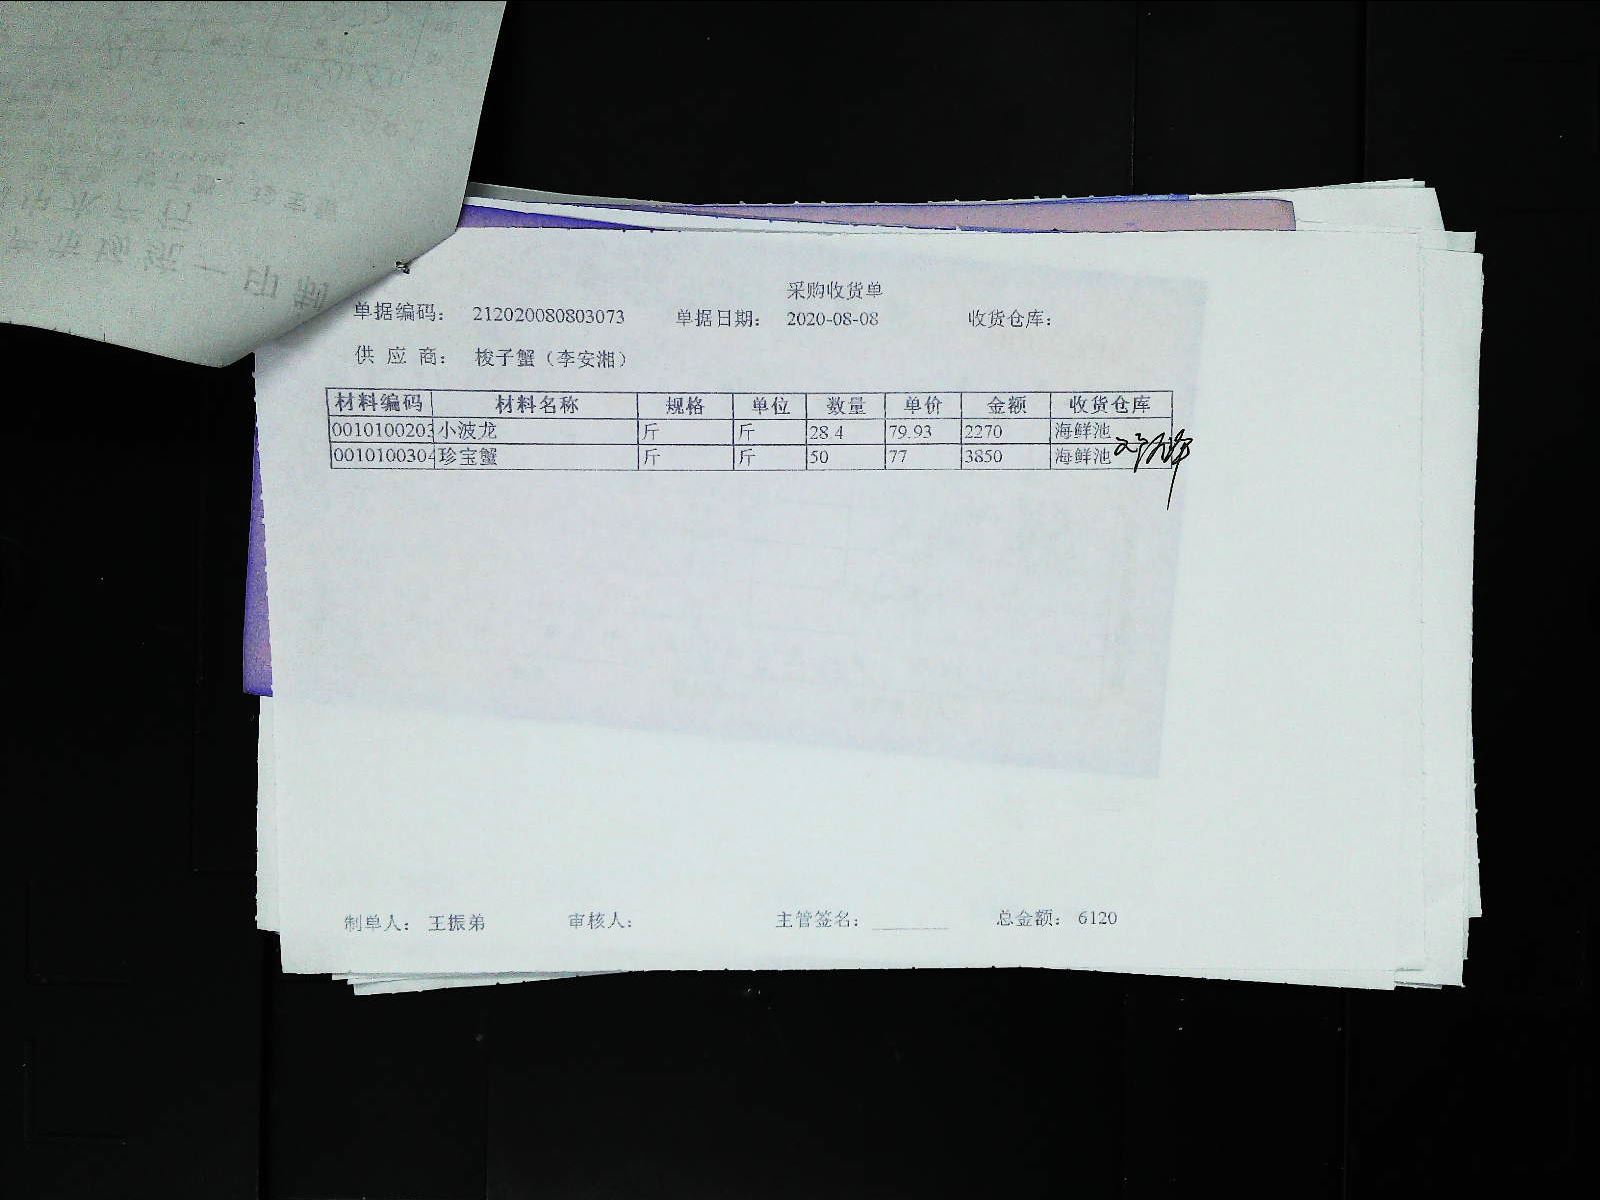 采购收货单
单据编码： 212020080803073 单据日期： 2020-08-08 收货仓库：
供 应 商： 梭子蟹（李安湘）
材料编码 材料名称 规格 单位 数量 单价 金额 收货仓库
0010100203 小波龙 斤 斤 28.4 79.93 2270 海鲜池
0010100304 珍宝蟹 斤 斤 50 77 3850 海鲜池
制单人： 王振弟 审核人： 主管签名： 总金额： 6120